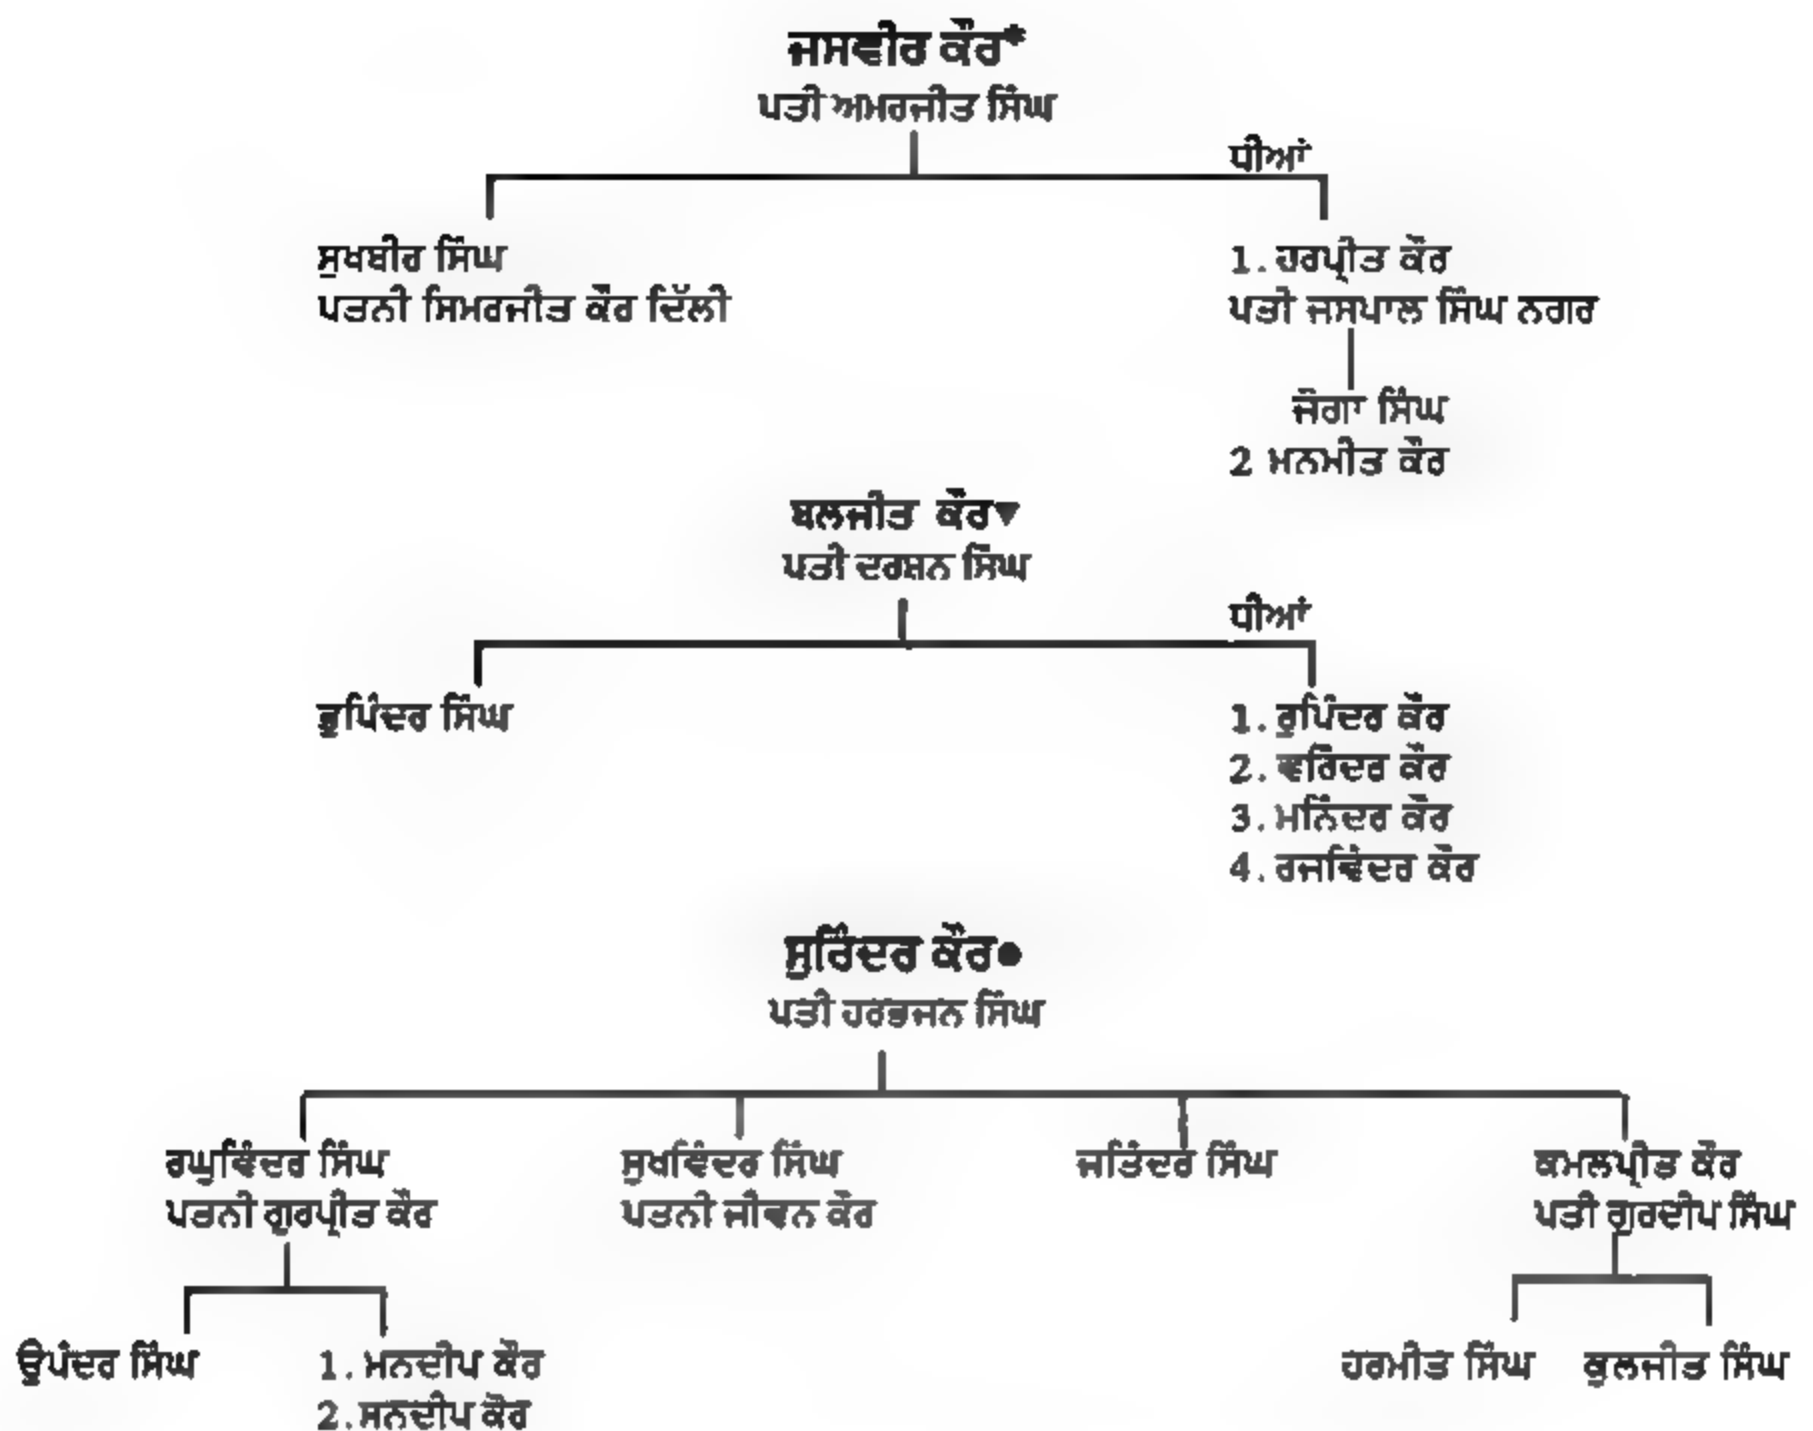 ਜਸਵੀਰ ਕੌਰ*
ਪਤੀ ਅਮਰਜੀਤ ਸਿੰਘ
ਧੀਆਂ
ਸੁਖਬੀਰ ਸਿੰਘ
ਪਤਨੀ ਸਿਮਰਜੀਤ ਕੌਰ ਦਿੱਲੀ
1. ਹਰਪ੍ਰੀਤ ਕੌਰ
ਪਤੀ ਜਸਪਾਲ ਸਿੰਘ ਨਗਰ
ਜੋਗਾ ਸਿੰਘ
2 ਮਨਮੀਤ ਕੌਰ
ਬਲਜੀਤ ਕੌਰ▼
ਪਤੀ ਦਰਸ਼ਨ ਸਿੰਘ
ਧੀਆਂ
ਭੁਪਿੰਦਰ ਸਿੰਘ
1. ਰੁਪਿੰਦਰ ਕੌਰ
2. ਵਰਿੰਦਰ ਕੌਰ
3. ਮਨਿੰਦਰ ਕੌਰ
4. ਰਜਵਿੰਦਰ ਕੌਰ
ਸੁਰਿੰਦਰ ਕੌਰ●
ਪਤੀ ਹਰਭਜਨ ਸਿੰਘ
ਰਘੁਵਿੰਦਰ ਸਿੰਘ
ਪਤਨੀ ਗੁਰਪ੍ਰੀਤ ਕੌਰ
ਸੁਖਵਿੰਦਰ ਸਿੰਘ
ਪਤਨੀ ਜੀਵਨ ਕੌਰ
ਜਤਿੰਦਰ ਸਿੰਘ
ਕਮਲਪ੍ਰੀਤ ਕੌਰ
ਪਤੀ ਗੁਰਦੀਪ ਸਿੰਘ
ਉਪਿੰਦਰ ਸਿੰਘ
1. ਮਨਦੀਪ ਕੌਰ
2. ਸਨਦੀਪ ਕੌਰ
ਹਰਮੀਤ ਸਿੰਘ
ਕੁਲਜੀਤ ਸਿੰਘ